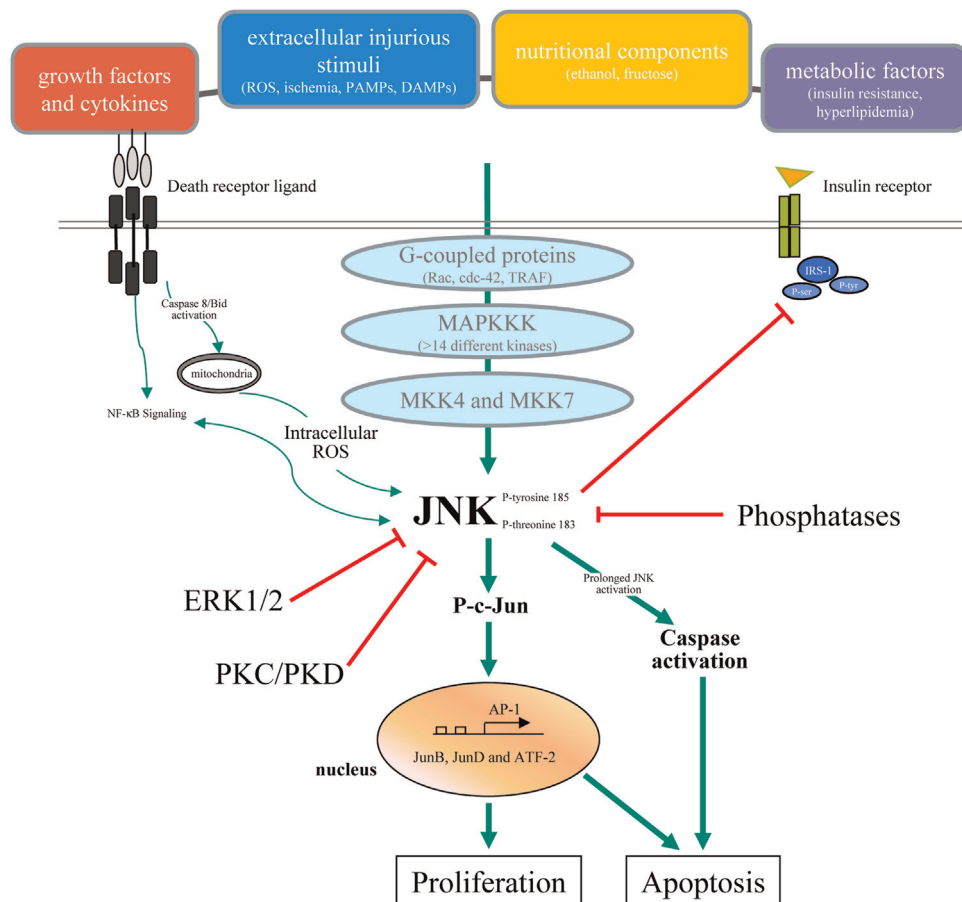 growth factors
and cytokines
extracellular injurious
stimuli
(ROS, ischemia, PAMPs, DAMPs)
nutritional components
(ethanol, fructose)
metabolic factors
(insulin resistance,
hyperlipidemia)
Death receptor ligand
Insulin receptor
G-coupled proteins
(Rac, cdc-42, TRAF)
IRS-1
P-ser
P-tyr
Caspase 8/Bid
activation
MAPKKK
(>14 different kinases)
mitochondria
MKK4 and MKK7
NF-κB Signaling
Intracellular
ROS
JNK
P-tyrosine 185
P-threonine 183
Phosphatases
ERK1/2
P-c-Jun
Prolonged JNK
activation
Caspase
activation
PKC/PKD
AP-1
JunB, JunD and ATF-2
nucleus
Proliferation
Apoptosis